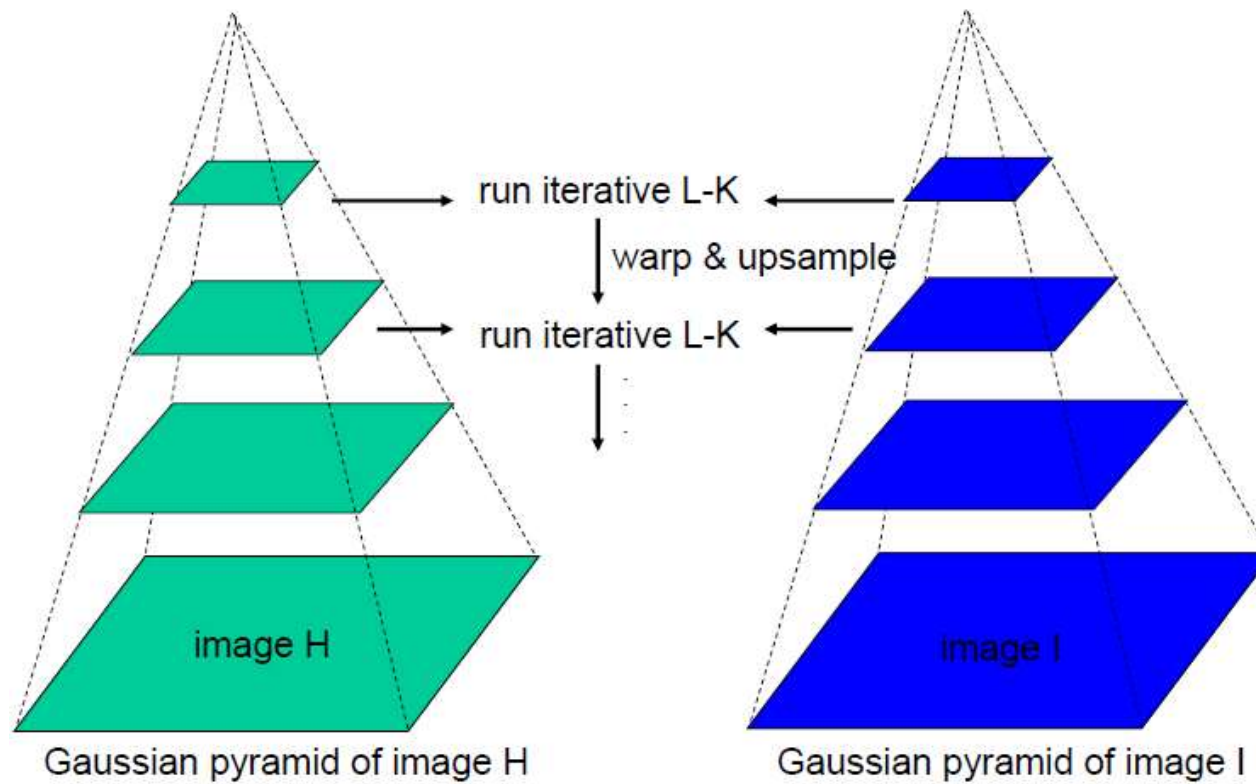 run iterative L-K
warp & upsample
run iterative L-K
image H
image I
Gaussian pyramid of image H
Gaussian pyramid of image I